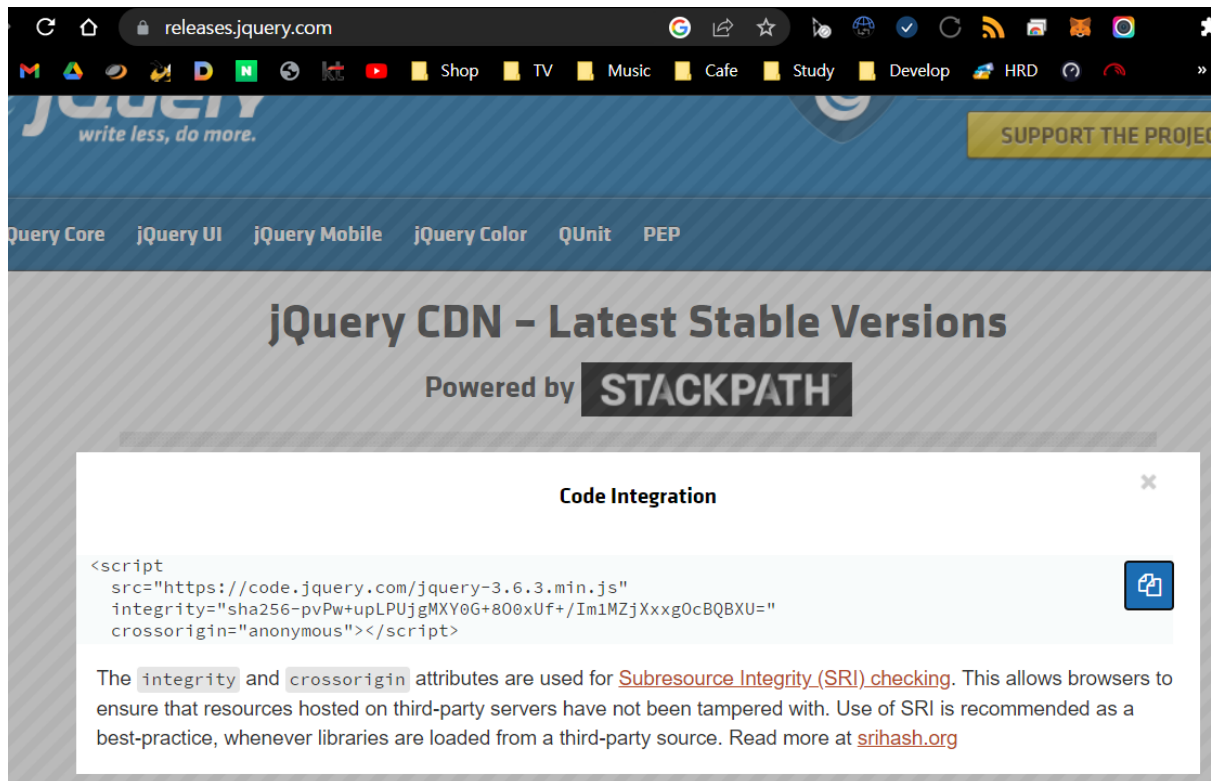 releases.jquery.com
Shop TV Music Cafe Study Develop HRD »
jQuery
write less, do more.
SUPPORT THE PROJEC
Query Core jQuery UI jQuery Mobile jQuery Color QUnit PEP
jQuery CDN – Latest Stable Versions
Powered by STACKPATH
Code Integration
<script
src="https://code.jquery.com/jquery-3.6.3.min.js"
integrity="sha256-pvPw+upLPUjgMXY0G+8O0xUf+/Im1MZjXxxgOcBQBXU="
crossorigin="anonymous"></script>
The integrity and crossorigin attributes are used for Subresource Integrity (SRI) checking. This allows browsers to
ensure that resources hosted on third-party servers have not been tampered with. Use of SRI is recommended as a
best-practice, whenever libraries are loaded from a third-party source. Read more at srihash.org